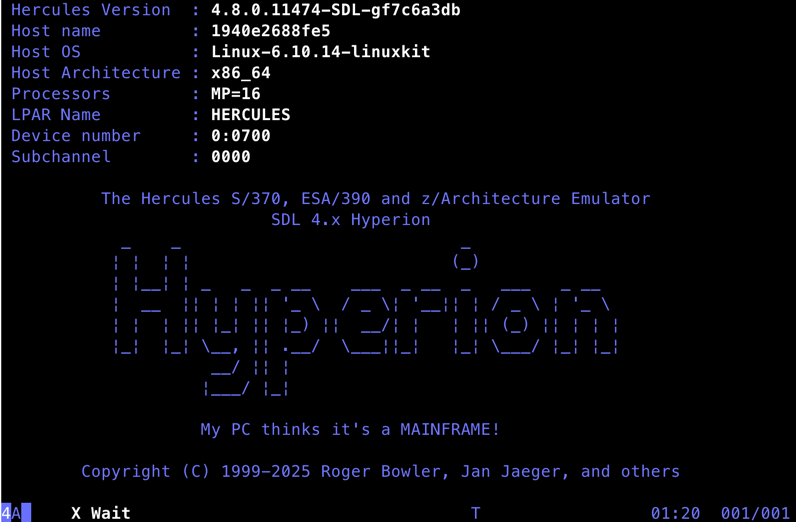 Hercules Version  : 4.8.0.11474-SDL-gf7c6a3db
Host name         : 1940e2688fe5
Host OS           : Linux-6.10.14-linuxkit
Host Architecture : x86_64
Processors        : MP=16
LPAR Name         : HERCULES
Device number     : 0:0700
Subchannel        : 0000
The Hercules S/370, ESA/390 and z/Architecture Emulator
SDL 4.x Hyperion
Hyperion
My PC thinks it's a MAINFRAME!
Copyright (C) 1999-2025 Roger Bowler, Jan Jaeger, and others
4A X Wait T 01:20 001/001